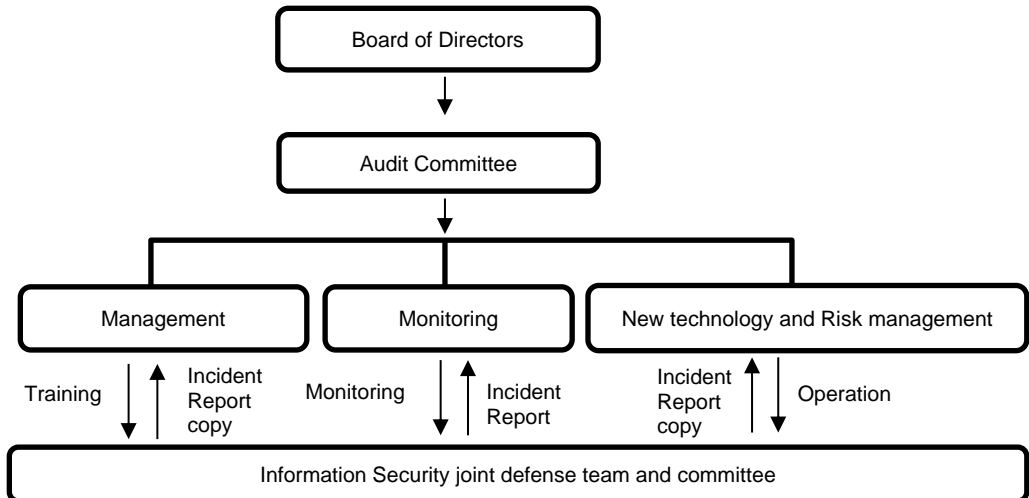 Board of Directors
Audit Committee
Management
Monitoring
New technology and Risk management
Training
Incident
Report
copy
Monitoring
Incident
Report
Incident
Report
copy
Operation
Information Security joint defense team and committee